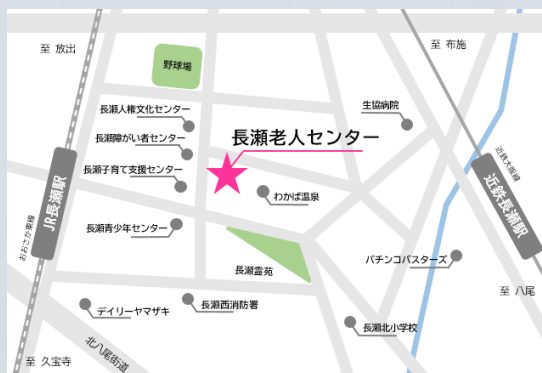 至 放出
至 布施
野球場
長瀬人権文化センター
生協病院
長瀬障がい者センター
長瀬老人センター
長瀬子育て支援センター
わかば温泉
JR長瀬駅
おおさか東線
近鉄大阪線
近鉄長瀬駅
長瀬青少年センター
長瀬霊苑
パチンコバスターズ
至 八尾
デイリーヤマザキ
長瀬西消防署
長瀬北小学校
北八尾街道
至 久宝寺